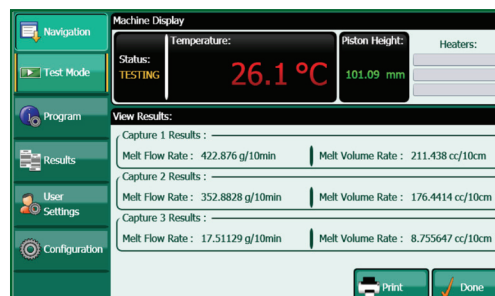 Navigation
Test Mode
Program
Results
User
Settings
Configuration
Machine Display
Status:
TESTING
Temperature:
26.1 °C
Piston Height:
101.09 mm
Heaters:
View Results:
Capture 1 Results :
Melt Flow Rate : 422.876 g/10min
Melt Volume Rate : 211.438 cc/10cm
Capture 2 Results :
Melt Flow Rate : 352.8828 g/10min
Melt Volume Rate : 176.4414 cc/10cm
Capture 3 Results :
Melt Flow Rate : 17.51129 g/10min
Melt Volume Rate : 8.755647 cc/10cm
Print
Done